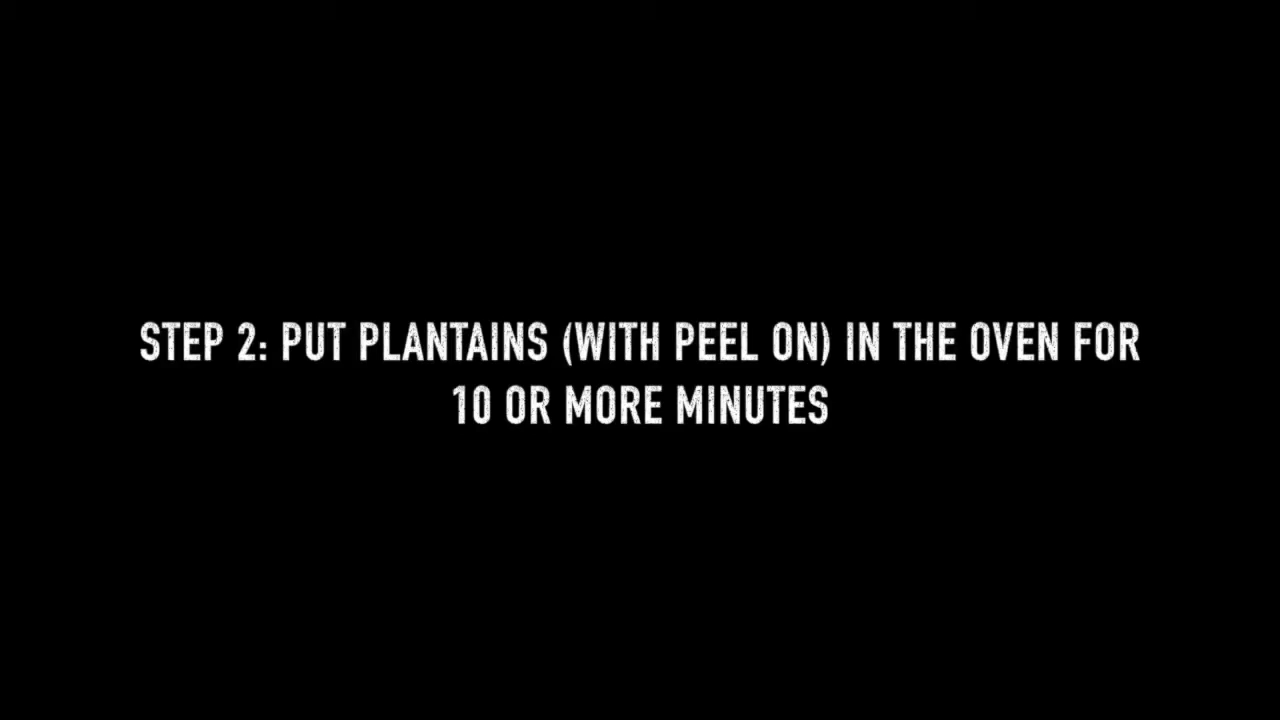 STEP 2: PUT PLANTAINS (WITH PEEL ON) IN THE OVEN FOR
10 OR MORE MINUTES